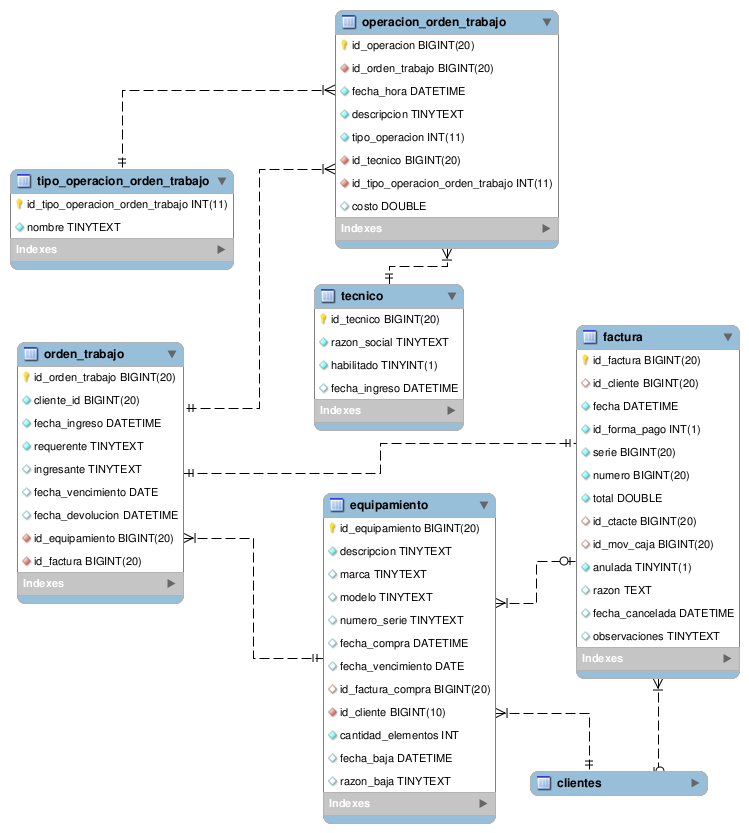 operacion_orden_trabajo
id_operacion BIGINT(20)
id_orden_trabajo BIGINT(20)
fecha_hora DATETIME
descripcion TINYTEXT
tipo_operacion INT(11)
id_tecnico BIGINT(20)
id_tipo_operacion_orden_trabajo INT(11)
costo DOUBLE
Indexes
tipo_operacion_orden_trabajo
id_tipo_operacion_orden_trabajo INT(11)
nombre TINYTEXT
Indexes
tecnico
id_tecnico BIGINT(20)
razon_social TINYTEXT
habilitado TINYINT(1)
fecha_ingreso DATETIME
Indexes
orden_trabajo
id_orden_trabajo BIGINT(20)
cliente_id BIGINT(20)
fecha_ingreso DATETIME
requerente TINYTEXT
ingresante TINYTEXT
fecha_vencimiento DATE
fecha_devolucion DATETIME
id_equipamiento BIGINT(20)
id_factura BIGINT(20)
Indexes
factura
id_factura BIGINT(20)
id_cliente BIGINT(20)
fecha DATETIME
id_forma_pago INT(1)
serie BIGINT(20)
numero BIGINT(20)
total DOUBLE
id_ctacte BIGINT(20)
id_mov_caja BIGINT(20)
anulada TINYINT(1)
razon TEXT
fecha_cancelada DATETIME
observaciones TINYTEXT
Indexes
equipamiento
id_equipamiento BIGINT(20)
descripcion TINYTEXT
marca TINYTEXT
modelo TINYTEXT
numero_serie TINYTEXT
fecha_compra DATETIME
fecha_vencimiento DATE
id_factura_compra BIGINT(20)
id_cliente BIGINT(10)
cantidad_elementos INT
fecha_baja DATETIME
razon_baja TINYTEXT
Indexes
clientes